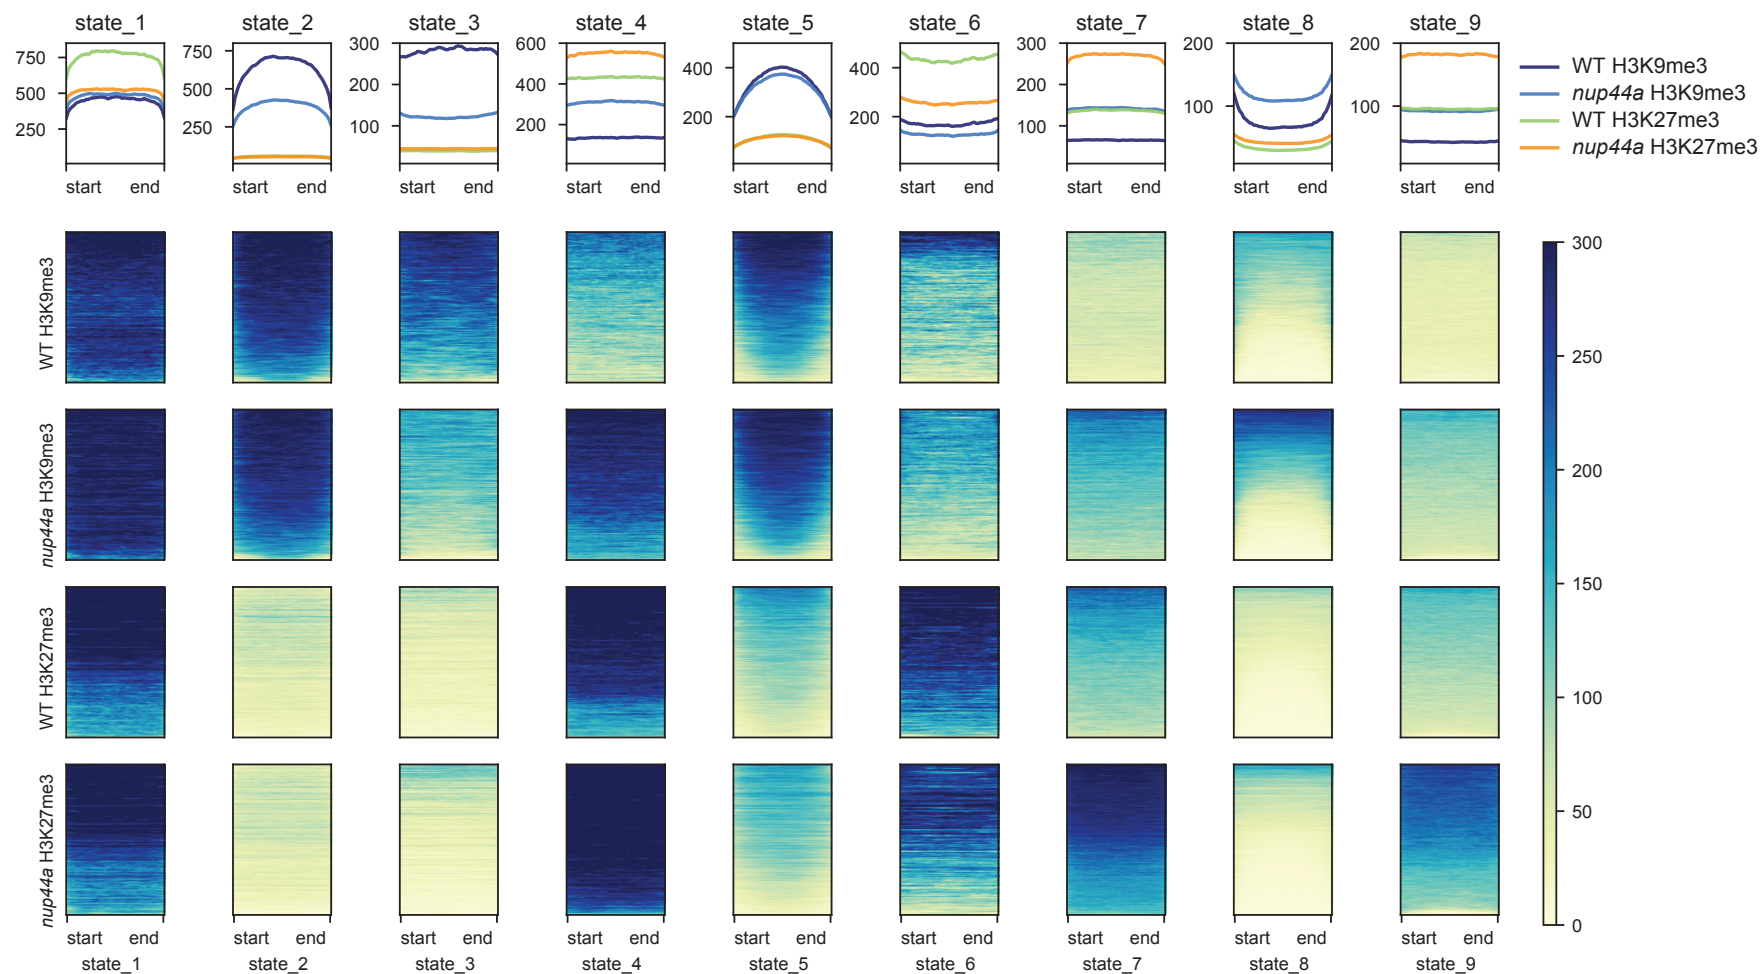 state_1 state_2 state_3 state_4 state_5 state_6 state_7 state_8 state_9
750 500 250
750 500 250
300 200 100
600 400 200
400 200
400 200
300 200 100
200 100
200 100
start end start end start end start end start end start end start end start end start end
WT H3K9me3
nup44a H3K9me3
WT H3K27me3
nup44a H3K27me3
WT H3K9me3
nup44a H3K9me3
WT H3K27me3
nup44a H3K27me3
300
250
200
150
100
50
0
start end start end start end start end start end start end start end start end start end
state_1 state_2 state_3 state_4 state_5 state_6 state_7 state_8 state_9